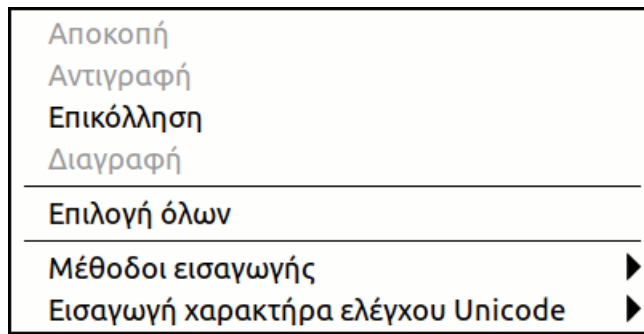 Αποκοπή
Αντιγραφή
Επικόλληση
Διαγραφή
Επιλογή όλων
Μέθοδοι εισαγωγής
Εισαγωγή χαρακτήρα ελέγχου Unicode